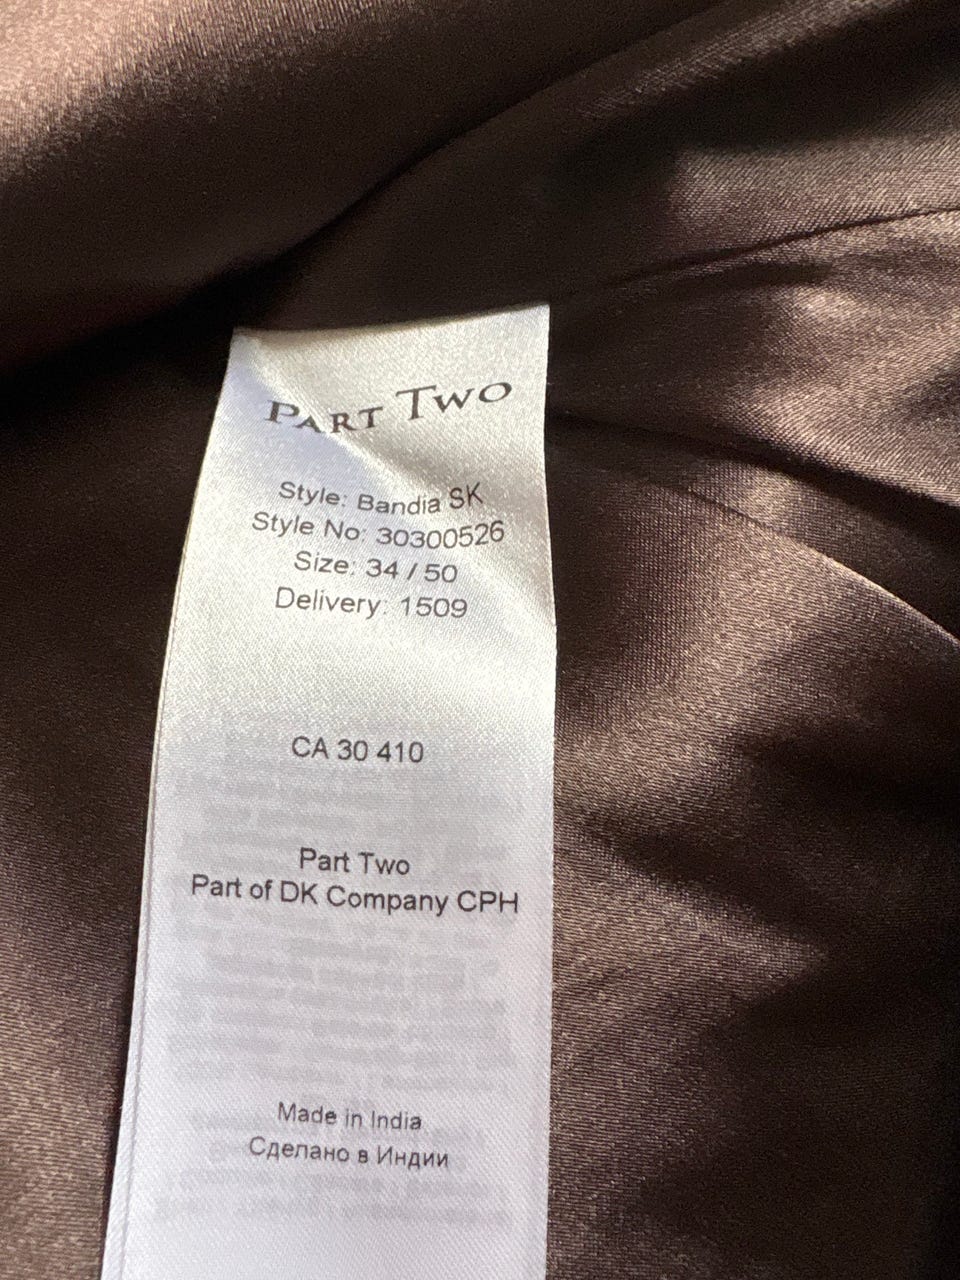 PART TWO
Style: Bandia SK
Style No: 30300526
Size: 34 / 50
Delivery: 1509
CA 30 410
Part Two
Part of DK Company CPH
Made in India
Сделано в Индии